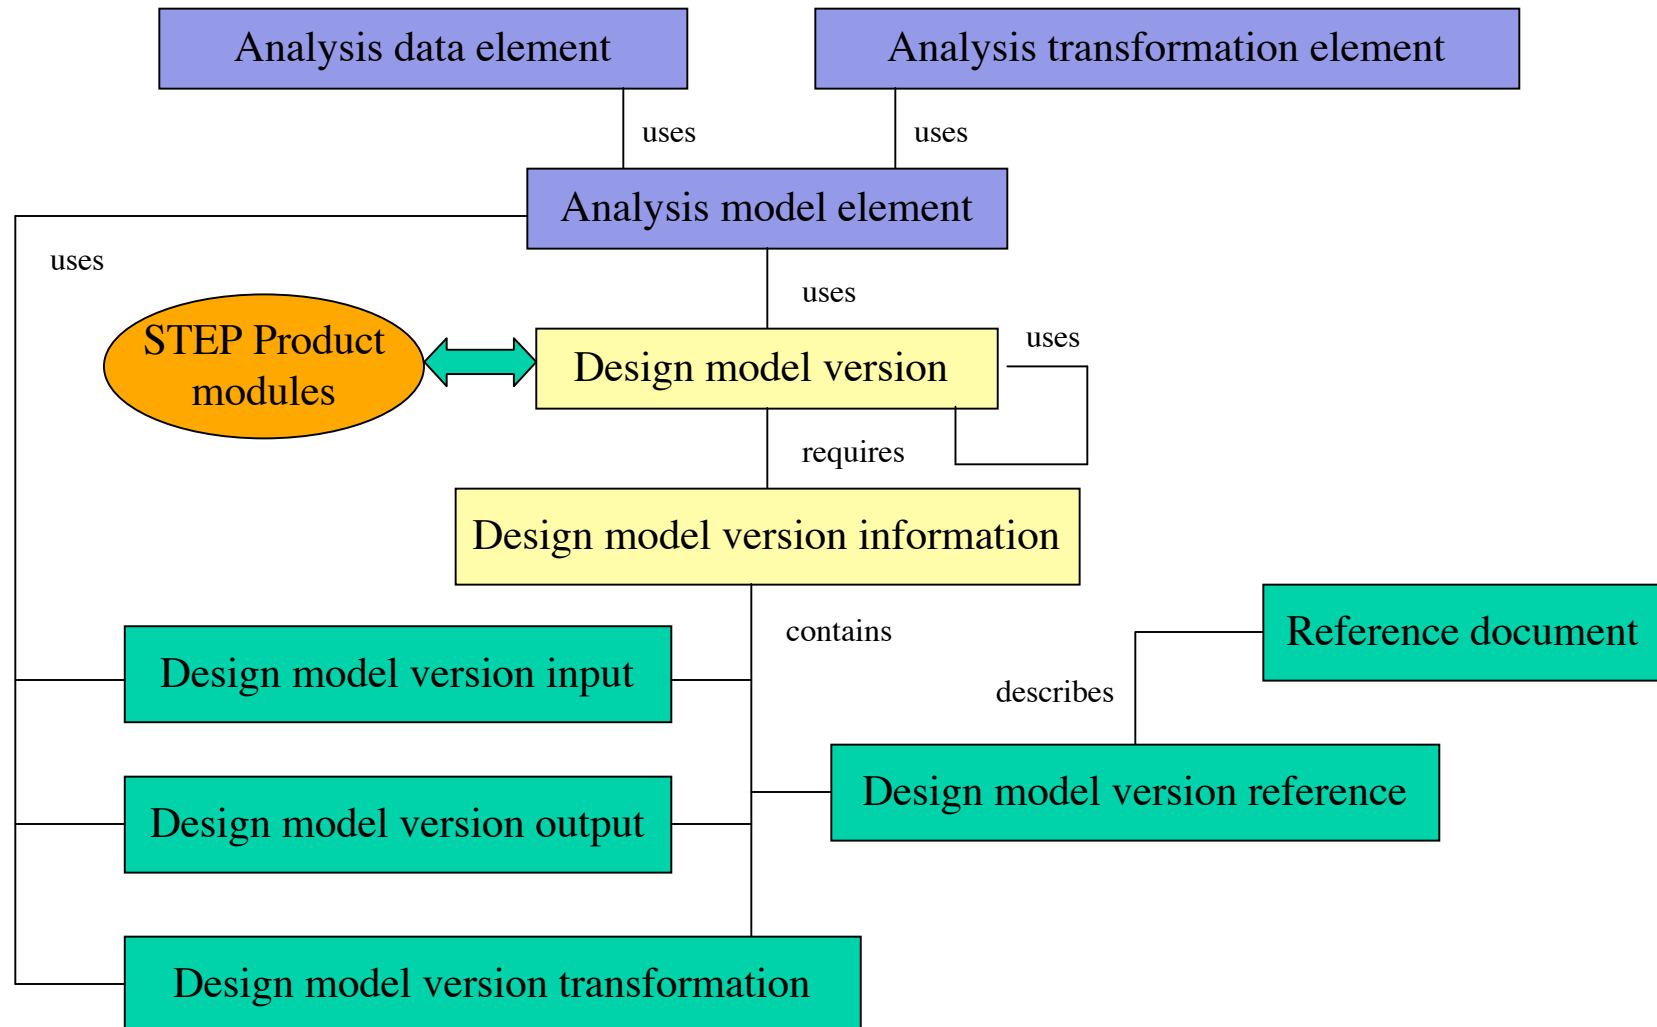 Analysis data element
Analysis transformation element
uses
uses
Analysis model element
uses
uses
STEP Product
modules
Design model version
uses
requires
Design model version information
contains
Reference document
Design model version input
describes
Design model version reference
Design model version output
Design model version transformation